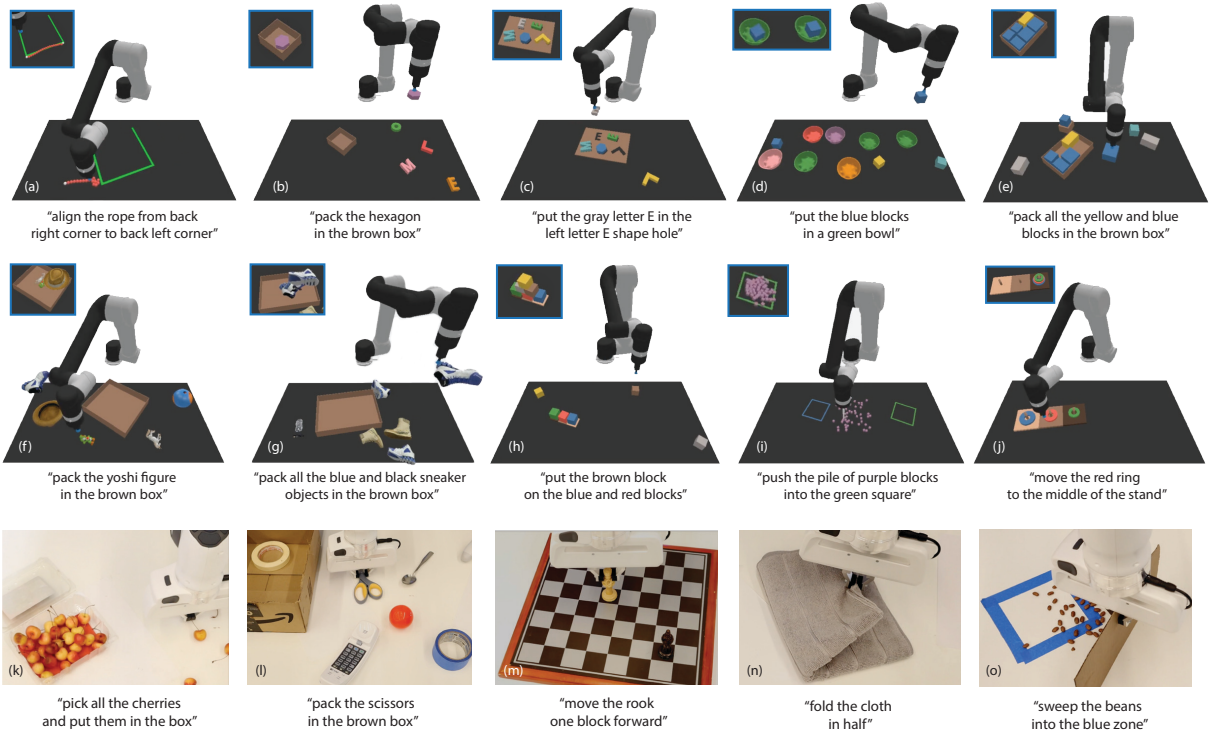 (a)
(b)
(c)
(d)
(e)
“align the rope from back
right corner to back left corner”
“pack the hexagon
in the brown box”
“put the gray letter E in the
left letter E shape hole”
“put the blue blocks
in a green bowl”
“pack all the yellow and blue
blocks in the brown box”
(f)
(g)
(h)
(i)
(j)
“pack the yoshi figure
in the brown box”
“pack all the blue and black sneaker
objects in the brown box”
“put the brown block
on the blue and red blocks”
“push the pile of purple blocks
into the green square”
“move the red ring
to the middle of the stand”
(k)
(l)
(m)
(n)
(o)
“pick all the cherries
and put them in the box”
“pack the scissors
in the brown box”
“move the rook
one block forward”
“fold the cloth
in half”
“sweep the beans
into the blue zone”